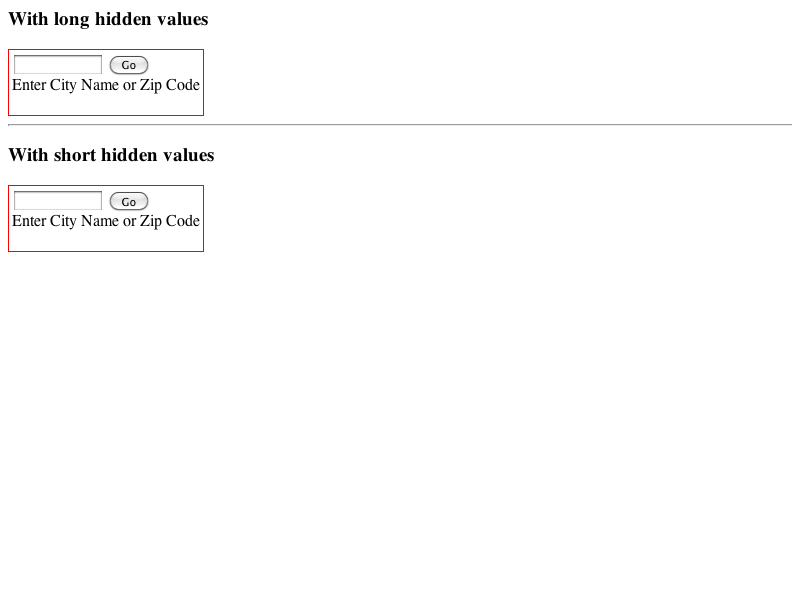 With long hidden values
Go
Enter City Name or Zip Code
With short hidden values
Go
Enter City Name or Zip Code